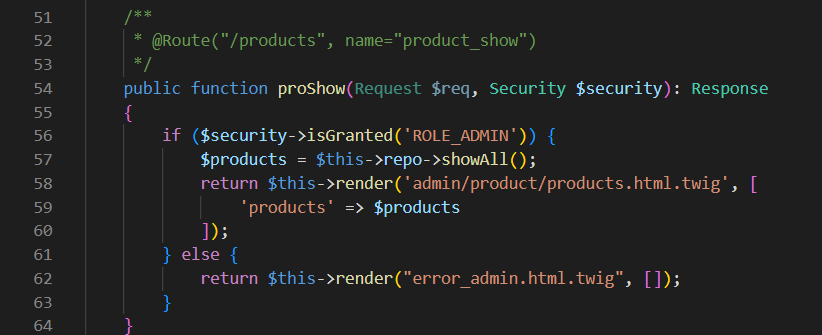 51 /**
52 * @Route("/products", name="product_show")
53 */
54 public function proShow(Request $req, Security $security): Response
55 {
56 if ($security->isGranted('ROLE_ADMIN')) {
57 $products = $this->repo->showAll();
58 return $this->render('admin/product/products.html.twig', [
59 'products' => $products
60 ]);
61 } else {
62 return $this->render("error_admin.html.twig", []);
63 }
64 }